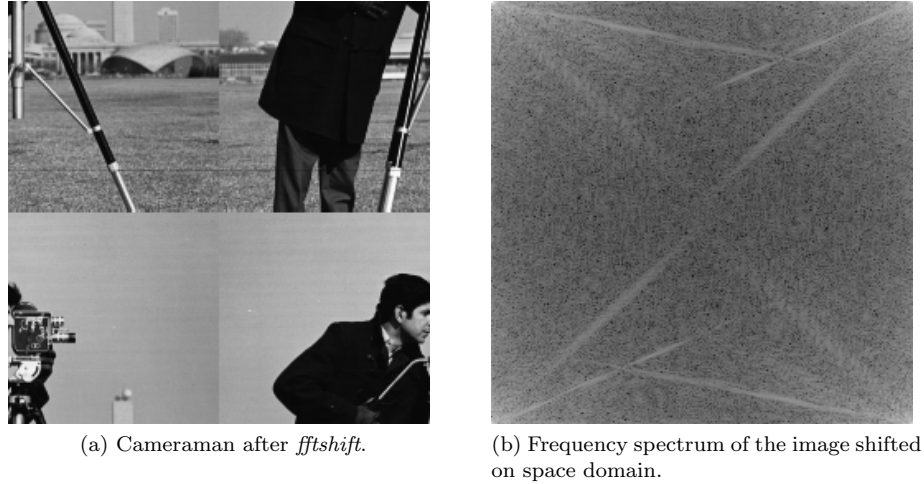 (a) Cameraman after fftshift.
(b) Frequency spectrum of the image shifted
on space domain.